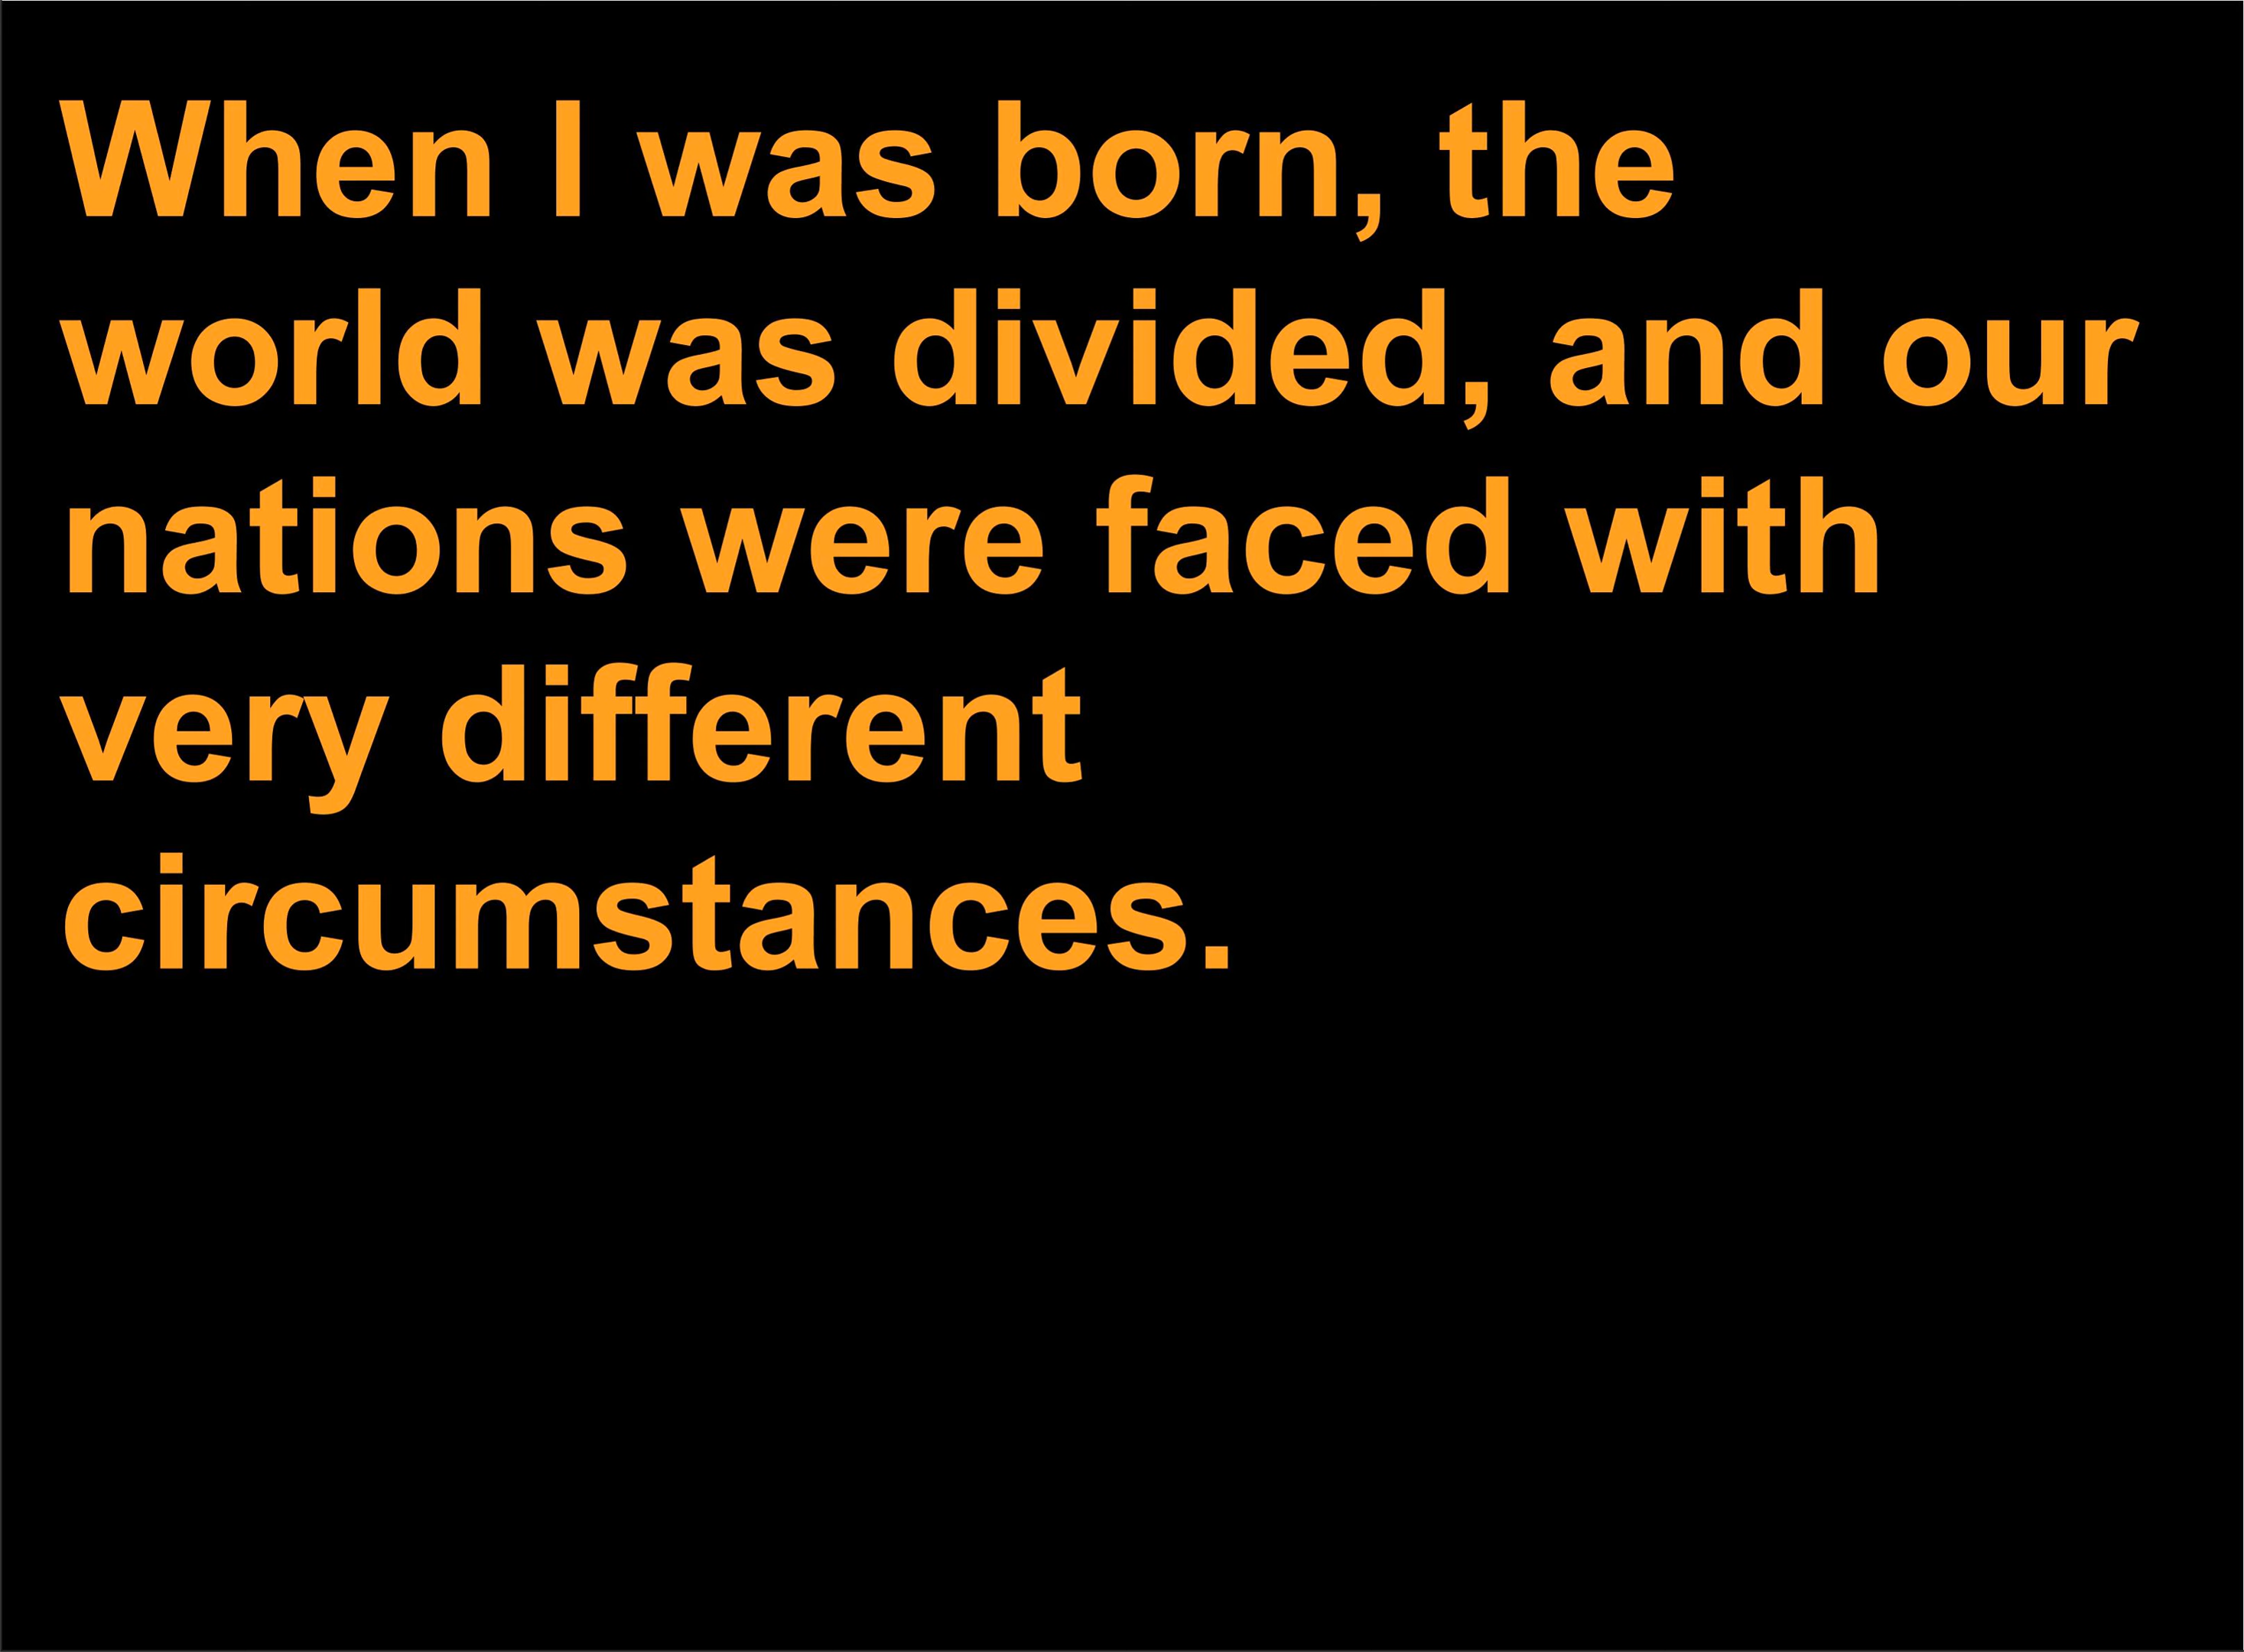 When I was born, the
world was divided, and our
nations were faced with
very different
circumstances.